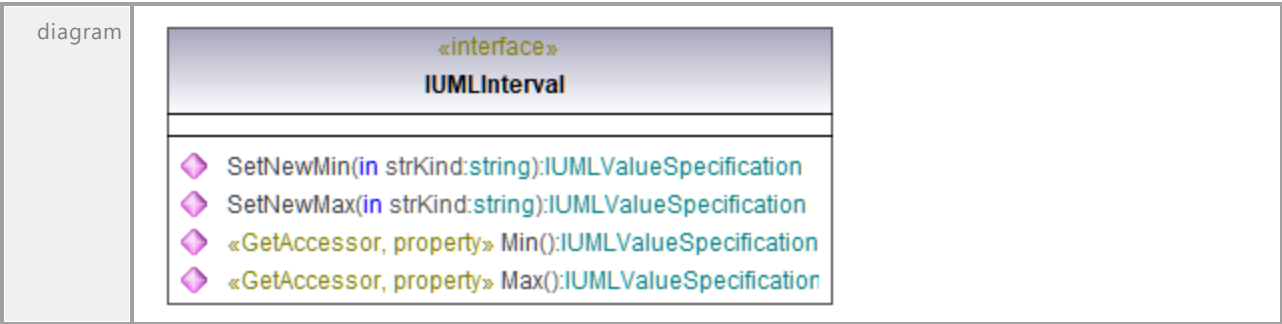 diagram
«interface»
IUMLInterval
SetNewMin(in strKind:string):IUMLValueSpecification
SetNewMax(in strKind:string):IUMLValueSpecification
«GetAccessor, property» Min():IUMLValueSpecification
«GetAccessor, property» Max():IUMLValueSpecification